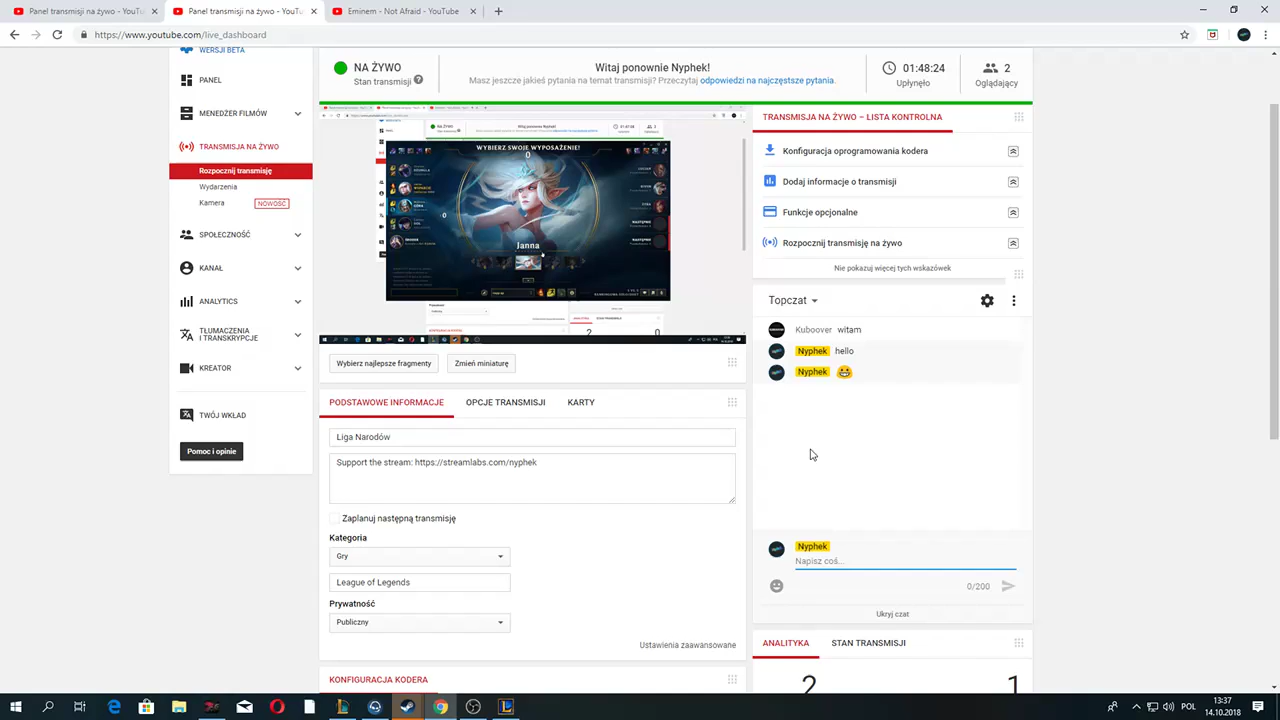 Panel transmisji na żywo - YouTub
Panel transmisji na żywo - YouTub
Eminem - Not Afraid - YouTube
https://www.youtube.com/live_dashboard
WERSJI BETA
PANEL
MENEDŻER FILMÓW
TRANSMISJA NA ŻYWO
Rozpocznij transmisję
Wydarzenia
Kamera
NOWOŚĆ
SPOŁECZNOŚĆ
KANAŁ
ANALYTICS
TŁUMACZENIA
I TRANSKRYPCJE
KREATOR
TWÓJ WKŁAD
Pomoc i opinie
NA ŻYWO
Stan transmisji
Witaj ponownie Nyphek!
Masz jeszcze jakieś pytania na temat transmisji? Przeczytaj odpowiedzi na najczęstsze pytania.
01:48:24
Upłynęło
2
Oglądający
BIERZ SWOJE WYPOSAŻENIE!
0
Janna
Wybierz najlepsze fragmenty
Zmień miniaturę
PODSTAWOWE INFORMACJE
OPCJE TRANSMISJI
KARTY
Liga Narodów
Support the stream: https://streamlabs.com/nyphek
Zaplanuj następną transmisję
Kategoria
Gry
League of Legends
Prywatność
Publiczny
Ustawienia zaawansowane
KONFIGURACJA KODERA
TRANSMISJA NA ŻYWO – LISTA KONTROLNA
Konfiguracja oprogramowania kodera
Dodaj informacje o transmisji
Funkcje opcjonalne
Rozpocznij transmisję na żywo
Nie pokazuj więcej tych wskazówek
Topczat
Kuboover witam
Nyphek hello
Nyphek
Nyphek
Napisz coś...
0/200
Ukryj czat
ANALITYKA
STAN TRANSMISJI
2
1
POL
13:37
14.10.2018